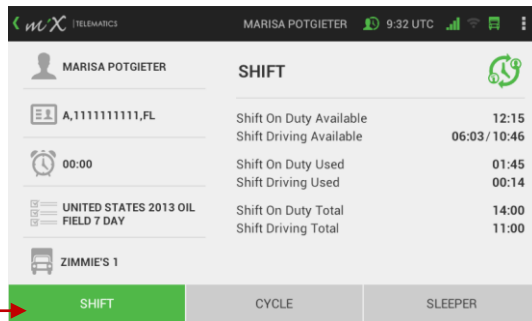 miX TELEMATICS
MARISA POTGIETER
9:32 UTC
MARISA POTGIETER
A,1111111111,FL
00:00
UNITED STATES 2013 OIL
FIELD 7 DAY
ZIMMIE'S 1
SHIFT
Shift On Duty Available 12:15
Shift Driving Available 06:03/10:46
Shift On Duty Used 01:45
Shift Driving Used 00:14
Shift On Duty Total 14:00
Shift Driving Total 11:00
SHIFT
CYCLE
SLEEPER